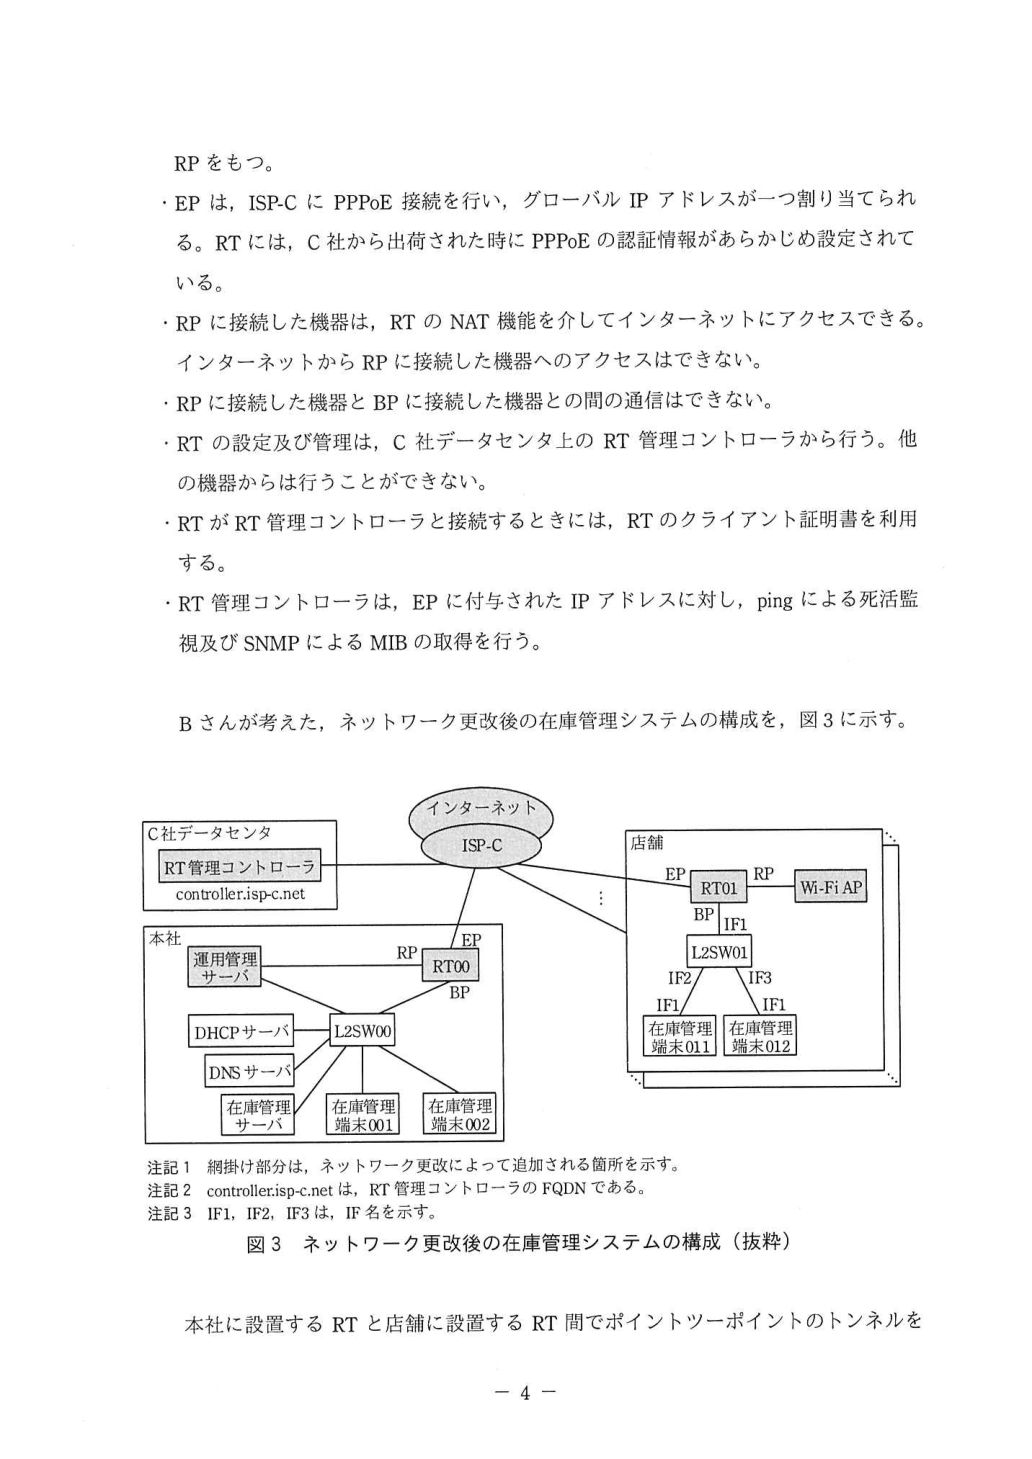 RP をもつ。
・EP は，ISP-C に PPPoE 接続を行い，グローバル IP アドレスが一つ割り当てられ
る。RT には，C 社から出荷された時に PPPoE の認証情報があらかじめ設定されて
いる。
・RP に接続した機器は，RT の NAT 機能を介してインターネットにアクセスできる。
インターネットから RP に接続した機器へのアクセスはできない。
・RP に接続した機器と BP に接続した機器との間の通信はできない。
・RT の設定及び管理は，C 社データセンタ上の RT 管理コントローラから行う。他
の機器からは行うことができない。
・RT が RT 管理コントローラと接続するときには，RT のクライアント証明書を利用
する。
・RT 管理コントローラは，EP に付与された IP アドレスに対し，ping による死活監
視及び SNMP による MIB の取得を行う。
B さんが考えた，ネットワーク更改後の在庫管理システムの構成を，図 3 に示す。
インターネット
ISP-C
C社データセンタ
RT管理コントローラ
controller.isp-c.net
本社
運用管理
サーバ
RP
EP
RT00
BP
DHCPサーバ
L2SW00
DNSサーバ
在庫管理
サーバ
在庫管理
端末001
在庫管理
端末002
⋮
店舗
EP
RT01
RP
Wi-Fi AP
BP
IF1
L2SW01
IF2
IF3
IF1
IF1
在庫管理
端末011
在庫管理
端末012
注記 1　網掛け部分は，ネットワーク更改によって追加される箇所を示す。
注記 2　controller.isp-c.net は，RT 管理コントローラの FQDN である。
注記 3　IF1，IF2，IF3 は，IF 名を示す。
図 3　ネットワーク更改後の在庫管理システムの構成（抜粋）
本社に設置する RT と店舗に設置する RT 間でポイントツーポイントのトンネルを
－ 4 －